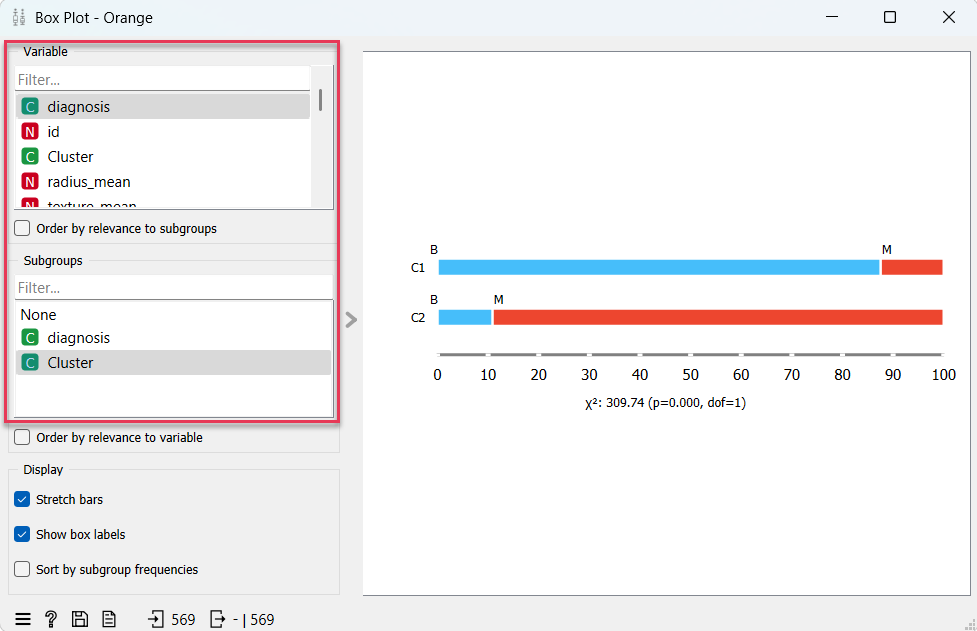 Box Plot - Orange
Variable
Filter...
C diagnosis
N id
C Cluster
N radius_mean
N texture_mean
Order by relevance to subgroups
Subgroups
Filter...
None
C diagnosis
C Cluster
Order by relevance to variable
Display
Stretch bars
Show box labels
Sort by subgroup frequencies
? 569 - | 569
B M
C1
B M
C2
0 10 20 30 40 50 60 70 80 90 100
χ²: 309.74 (p=0.000, dof=1)